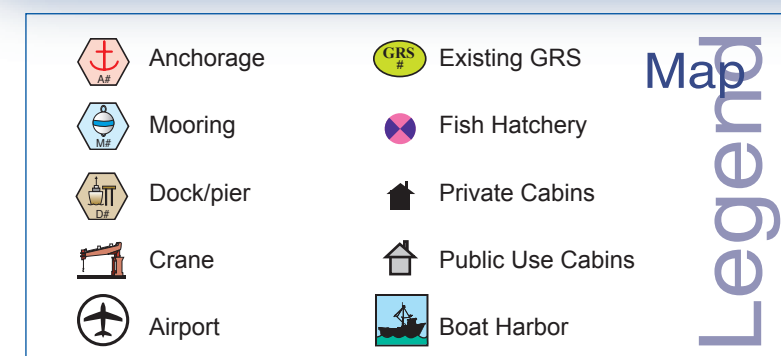 Map
Legend
A#
Anchorage
M#
Mooring
D#
Dock/pier
Crane
Airport
GRS
#
Existing GRS
Fish Hatchery
Private Cabins
Public Use Cabins
Boat Harbor